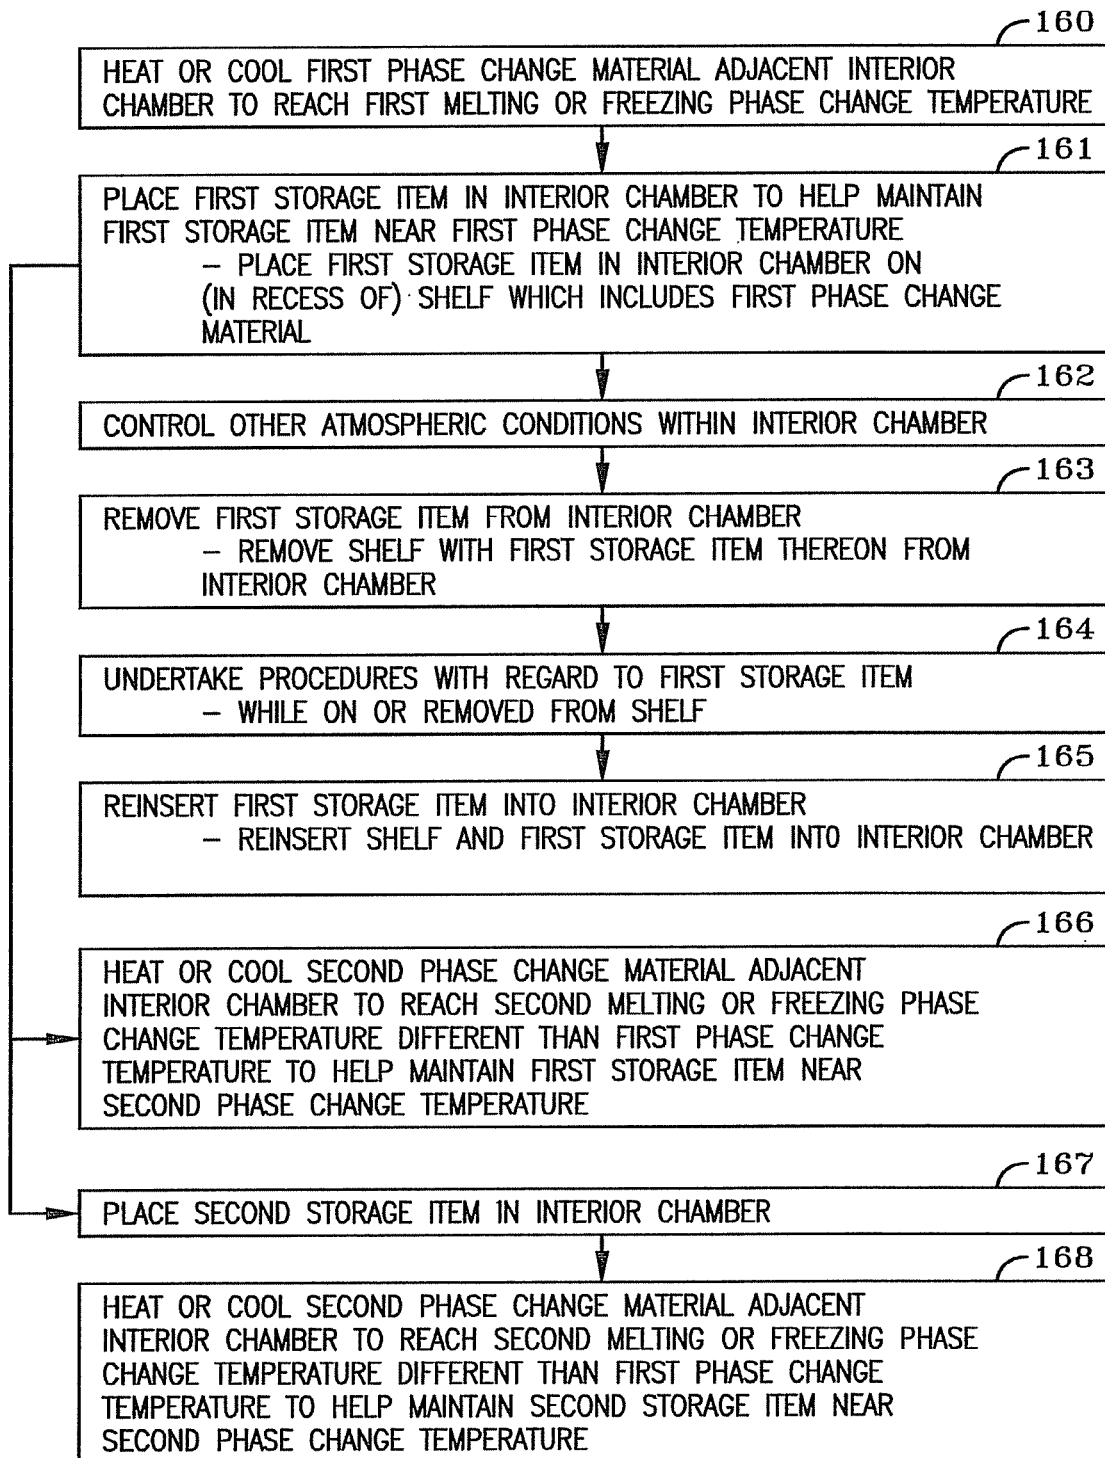 160
HEAT OR COOL FIRST PHASE CHANGE MATERIAL ADJACENT INTERIOR
CHAMBER TO REACH FIRST MELTING OR FREEZING PHASE CHANGE TEMPERATURE
161
PLACE FIRST STORAGE ITEM IN INTERIOR CHAMBER TO HELP MAINTAIN
FIRST STORAGE ITEM NEAR FIRST PHASE CHANGE TEMPERATURE
– PLACE FIRST STORAGE ITEM IN INTERIOR CHAMBER ON
(IN RECESS OF) SHELF WHICH INCLUDES FIRST PHASE CHANGE
MATERIAL
162
CONTROL OTHER ATMOSPHERIC CONDITIONS WITHIN INTERIOR CHAMBER
163
REMOVE FIRST STORAGE ITEM FROM INTERIOR CHAMBER
– REMOVE SHELF WITH FIRST STORAGE ITEM THEREON FROM
INTERIOR CHAMBER
164
UNDERTAKE PROCEDURES WITH REGARD TO FIRST STORAGE ITEM
– WHILE ON OR REMOVED FROM SHELF
165
REINSERT FIRST STORAGE ITEM INTO INTERIOR CHAMBER
– REINSERT SHELF AND FIRST STORAGE ITEM INTO INTERIOR CHAMBER
166
HEAT OR COOL SECOND PHASE CHANGE MATERIAL ADJACENT
INTERIOR CHAMBER TO REACH SECOND MELTING OR FREEZING PHASE
CHANGE TEMPERATURE DIFFERENT THAN FIRST PHASE CHANGE
TEMPERATURE TO HELP MAINTAIN FIRST STORAGE ITEM NEAR
SECOND PHASE CHANGE TEMPERATURE
167
PLACE SECOND STORAGE ITEM IN INTERIOR CHAMBER
168
HEAT OR COOL SECOND PHASE CHANGE MATERIAL ADJACENT
INTERIOR CHAMBER TO REACH SECOND MELTING OR FREEZING PHASE
CHANGE TEMPERATURE DIFFERENT THAN FIRST PHASE CHANGE
TEMPERATURE TO HELP MAINTAIN SECOND STORAGE ITEM NEAR
SECOND PHASE CHANGE TEMPERATURE